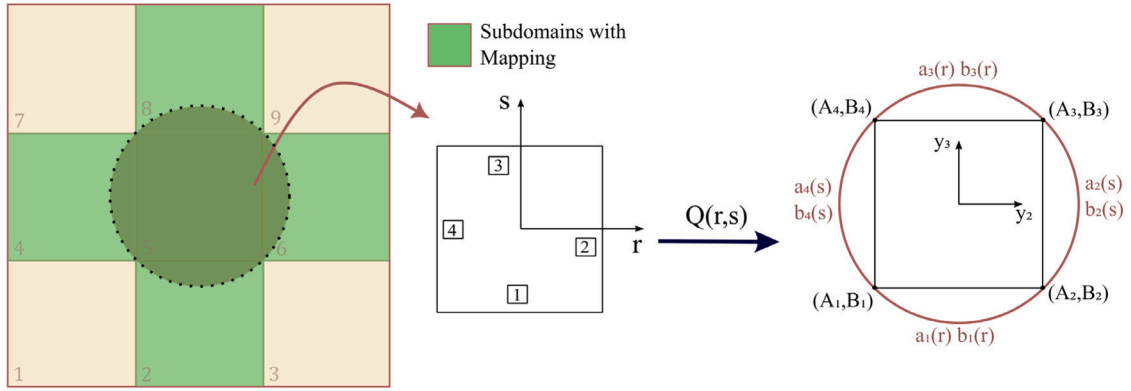 7
8
9
4
5
6
1
2
3
Subdomains with
Mapping
s
r
3
4
2
1
Q(r,s)
a₃(r) b₃(r)
(A₄,B₄)
(A₃,B₃)
y₃
y₂
a₄(s)
b₄(s)
a₂(s)
b₂(s)
(A₁,B₁)
(A₂,B₂)
a₁(r) b₁(r)